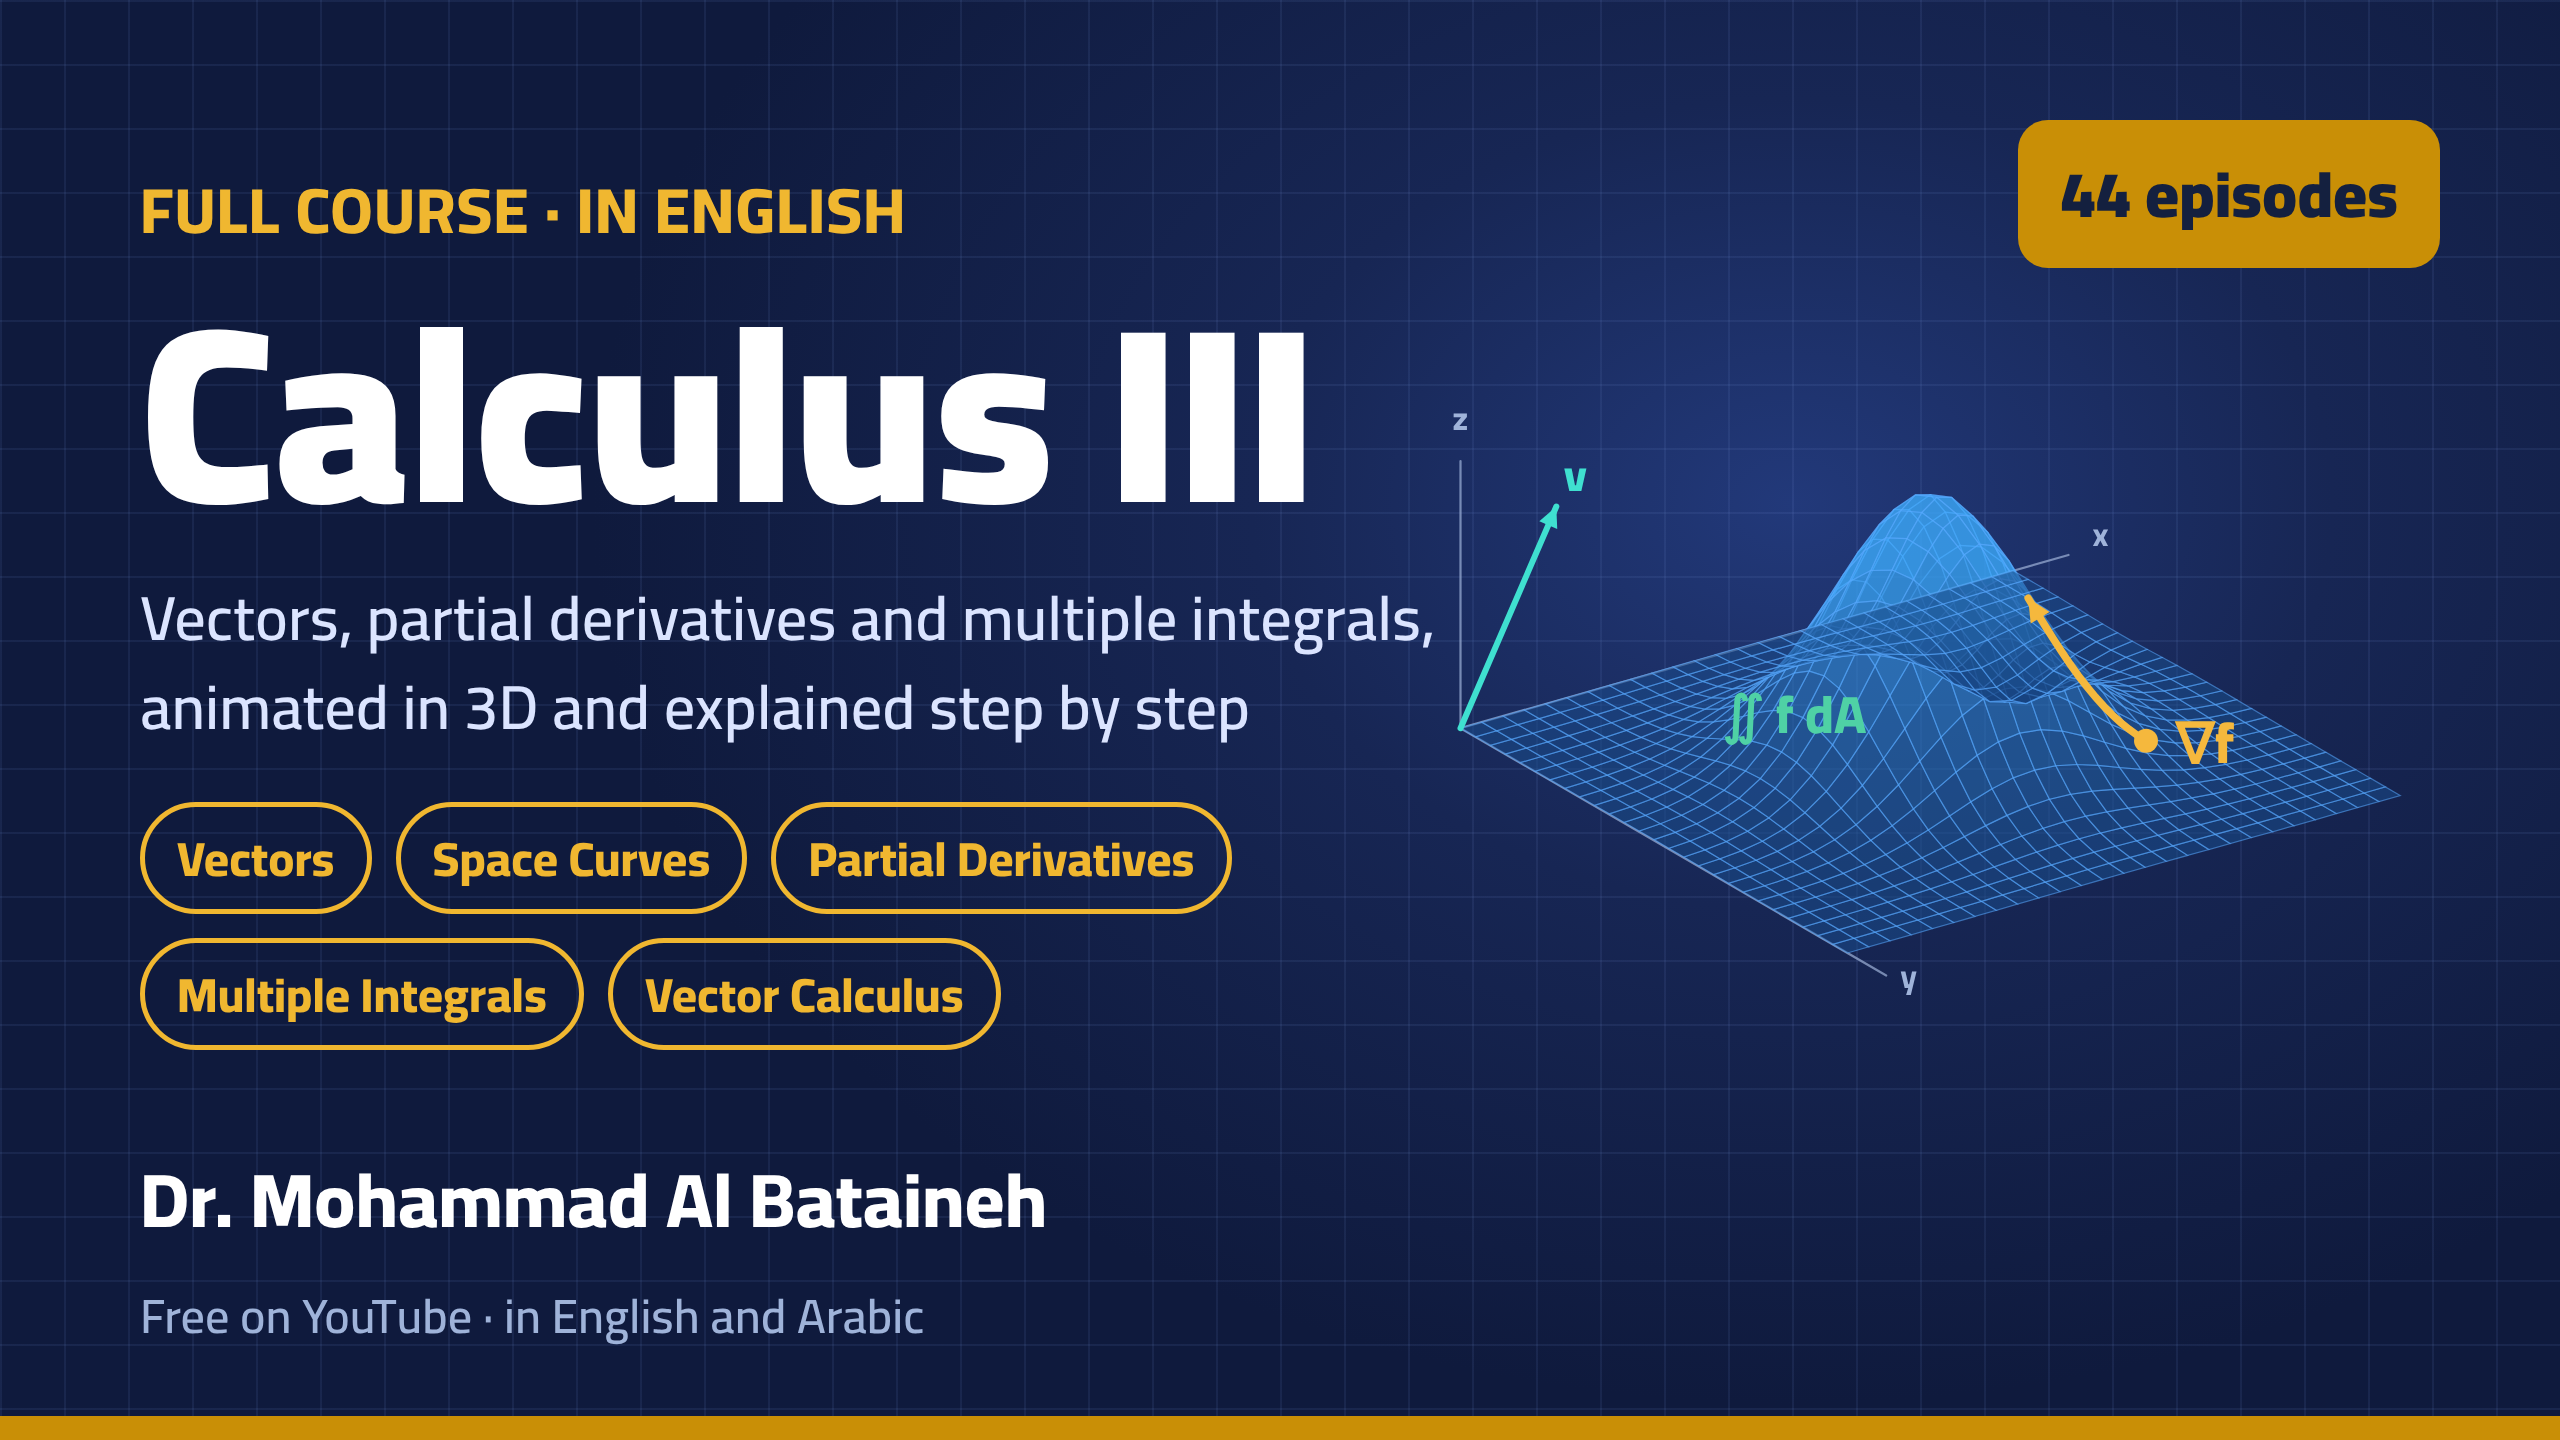 FULL COURSE · IN ENGLISH
44 episodes
Calculus III
Vectors, partial derivatives and multiple integrals,
animated in 3D and explained step by step
z
v
x
∬ f dA
∇f
y
Vectors
Space Curves
Partial Derivatives
Multiple Integrals
Vector Calculus
Dr. Mohammad Al Bataineh
Free on YouTube · in English and Arabic